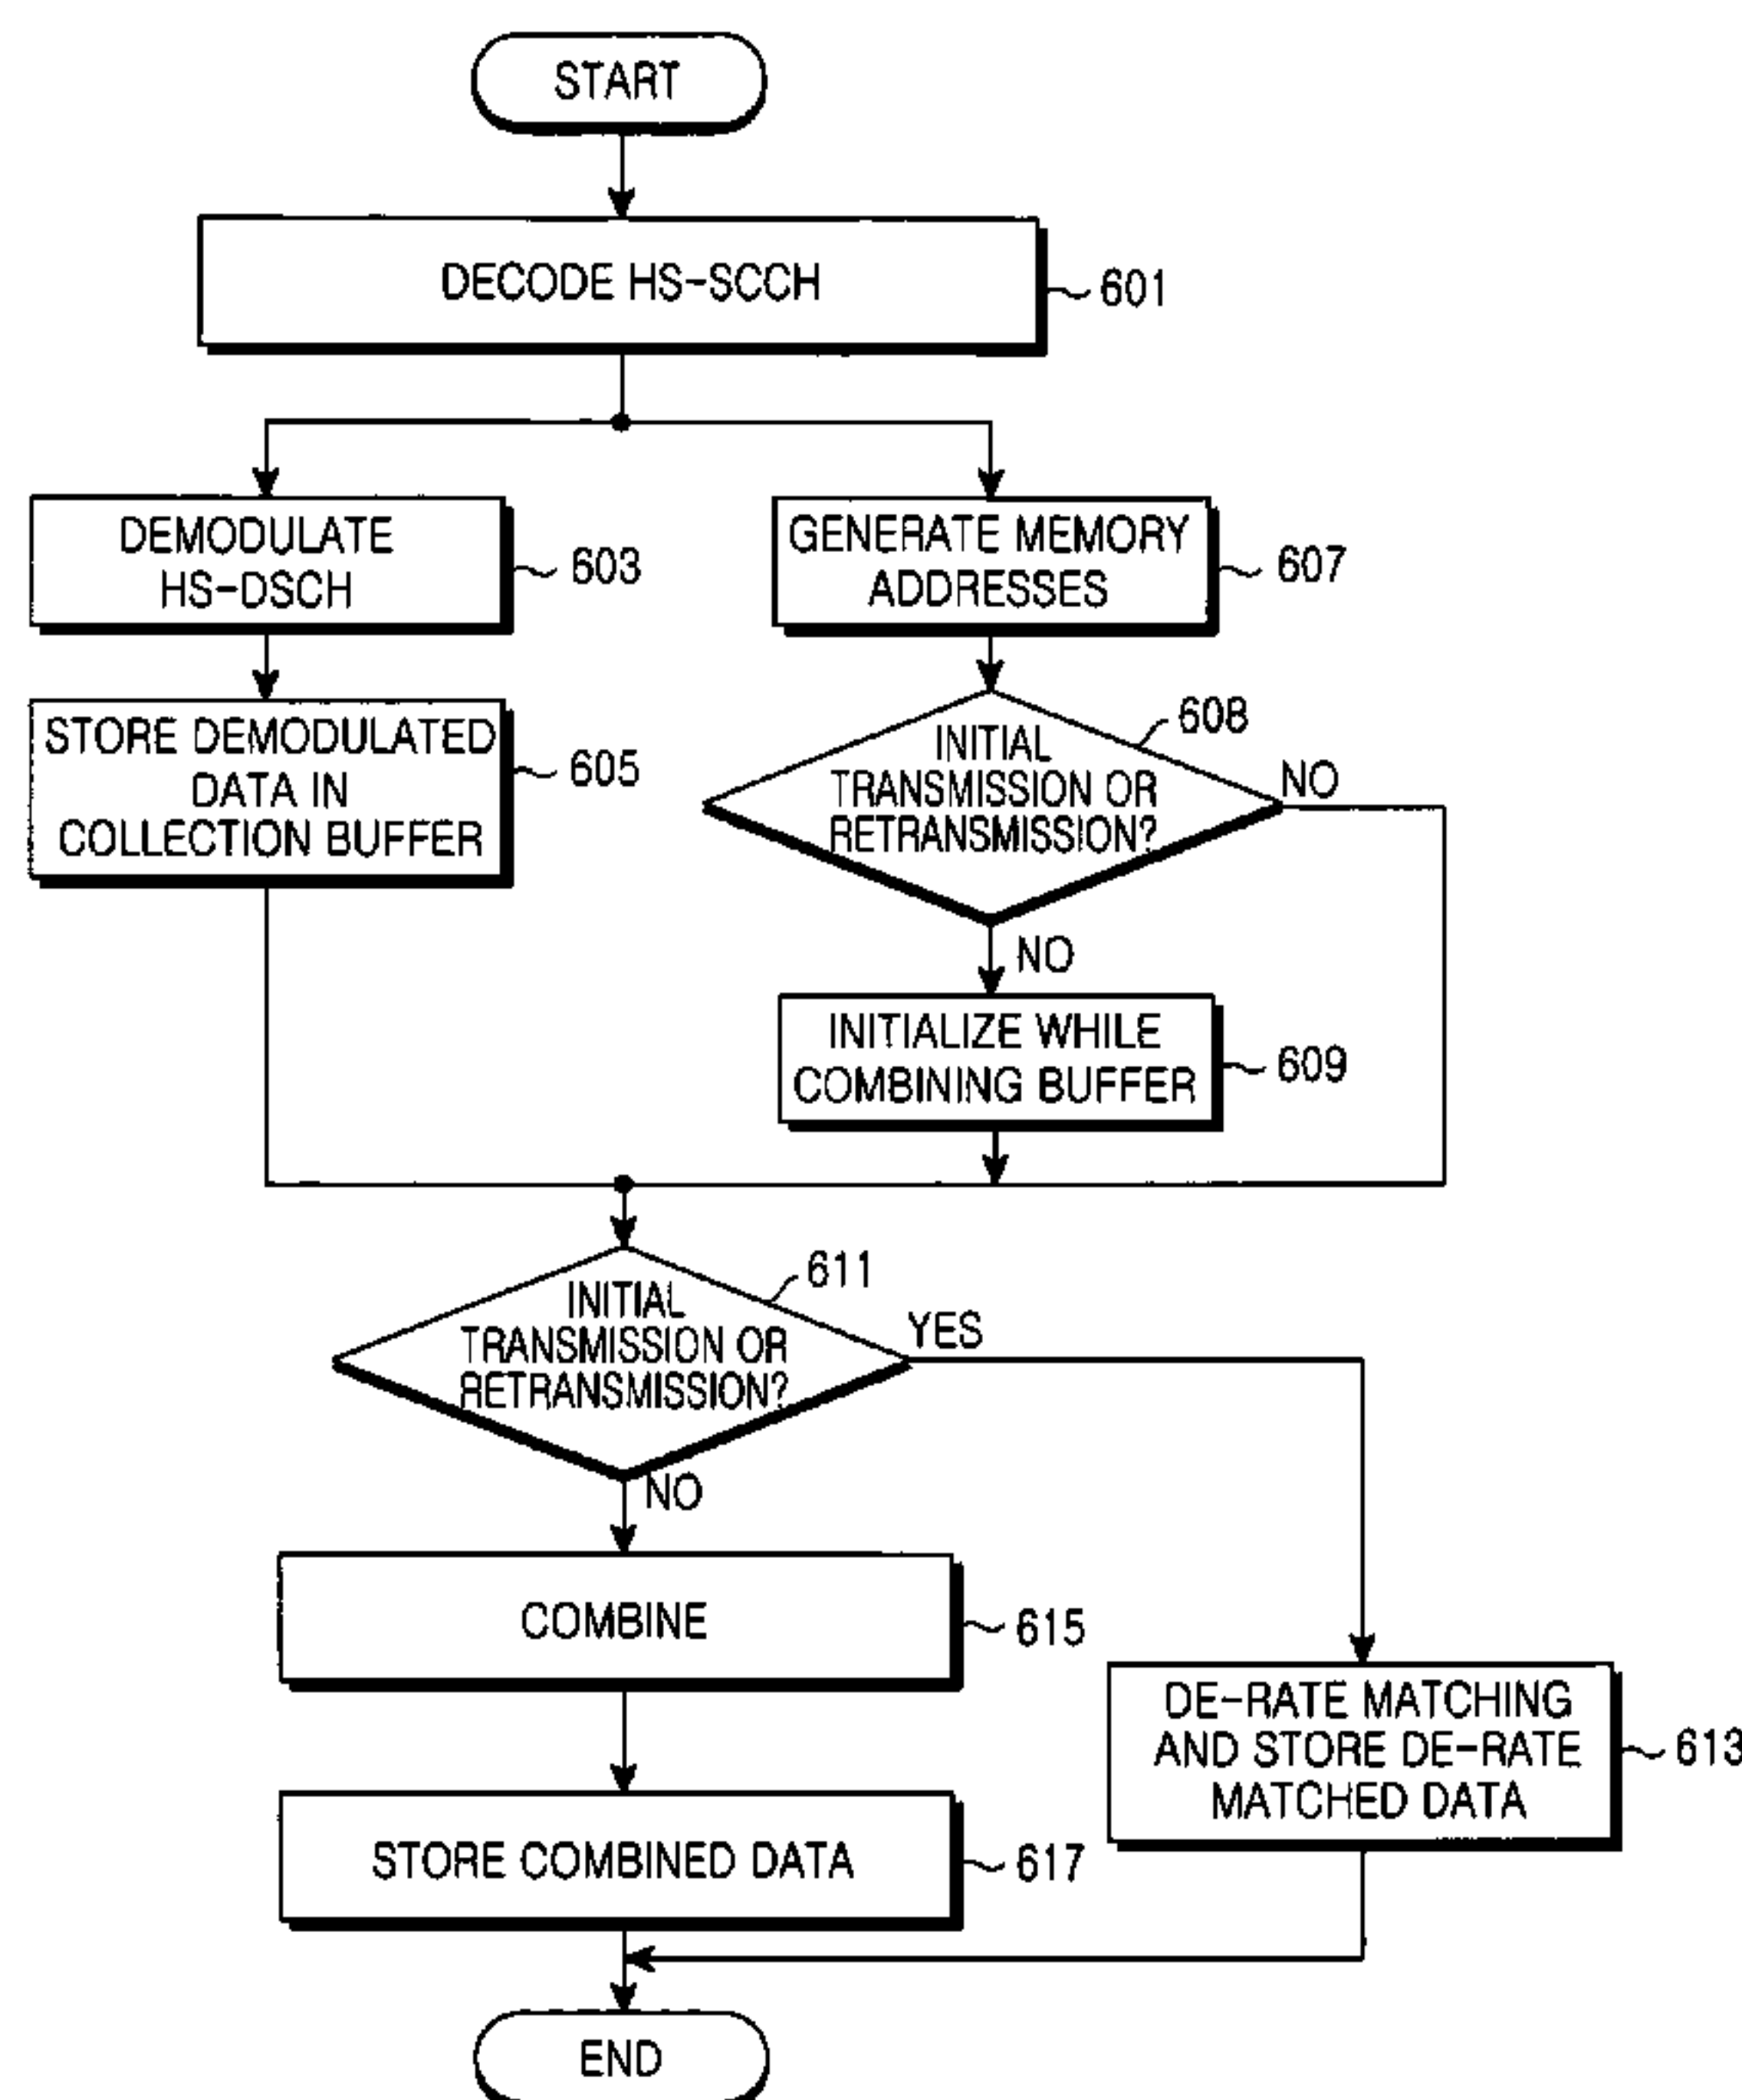 START
DECODE HS-SCCH
601
DEMODULATE
HS-DSCH
603
GENERATE MEMORY
ADDRESSES
607
STORE DEMODULATED
DATA IN
COLLECTION BUFFER
605
608
INITIAL
TRANSMISSION OR
RETRANSMISSION?
NO
NO
INITIALIZE WHILE
COMBINING BUFFER
609
611
INITIAL
TRANSMISSION OR
RETRANSMISSION?
YES
NO
COMBINE
615
DE-RATE MATCHING
AND STORE DE-RATE
MATCHED DATA
613
STORE COMBINED DATA
617
END